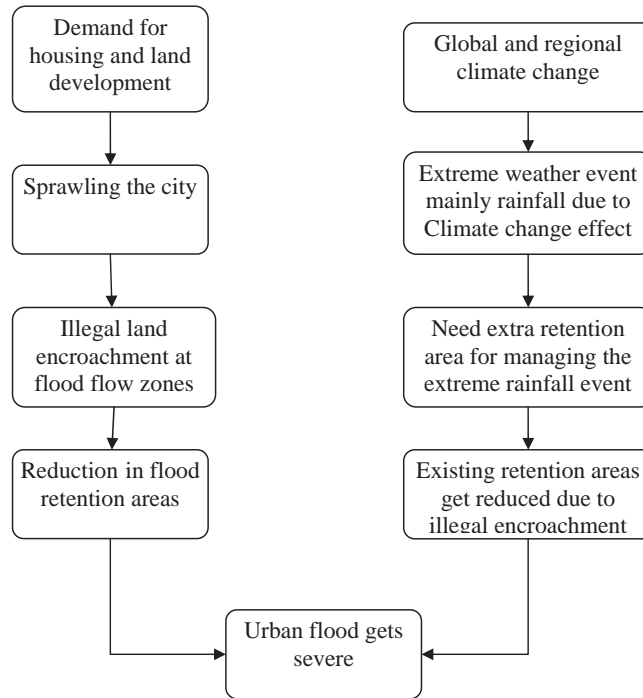 Demand for
housing and land
development
Sprawling the city
Illegal land
encroachment at
flood flow zones
Reduction in flood
retention areas
Global and regional
climate change
Extreme weather event
mainly rainfall due to
Climate change effect
Need extra retention
area for managing the
extreme rainfall event
Existing retention areas
get reduced due to
illegal encroachment
Urban flood gets
severe